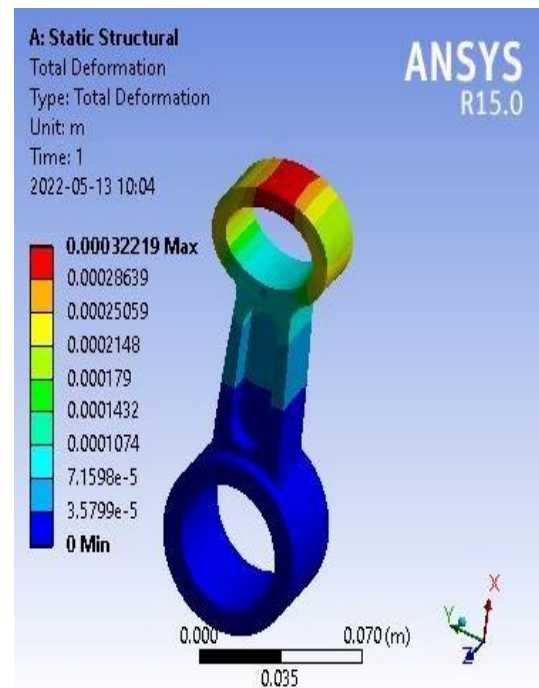 A: Static Structural
Total Deformation
Type: Total Deformation
Unit: m
Time: 1
2022-05-13 10:04
ANSYS
R15.0
0.00032219 Max
0.00028639
0.00025059
0.0002148
0.000179
0.0001432
0.0001074
7.1598e-5
3.5799e-5
0 Min
0.000
0.070 (m)
0.035
X
Y
Z